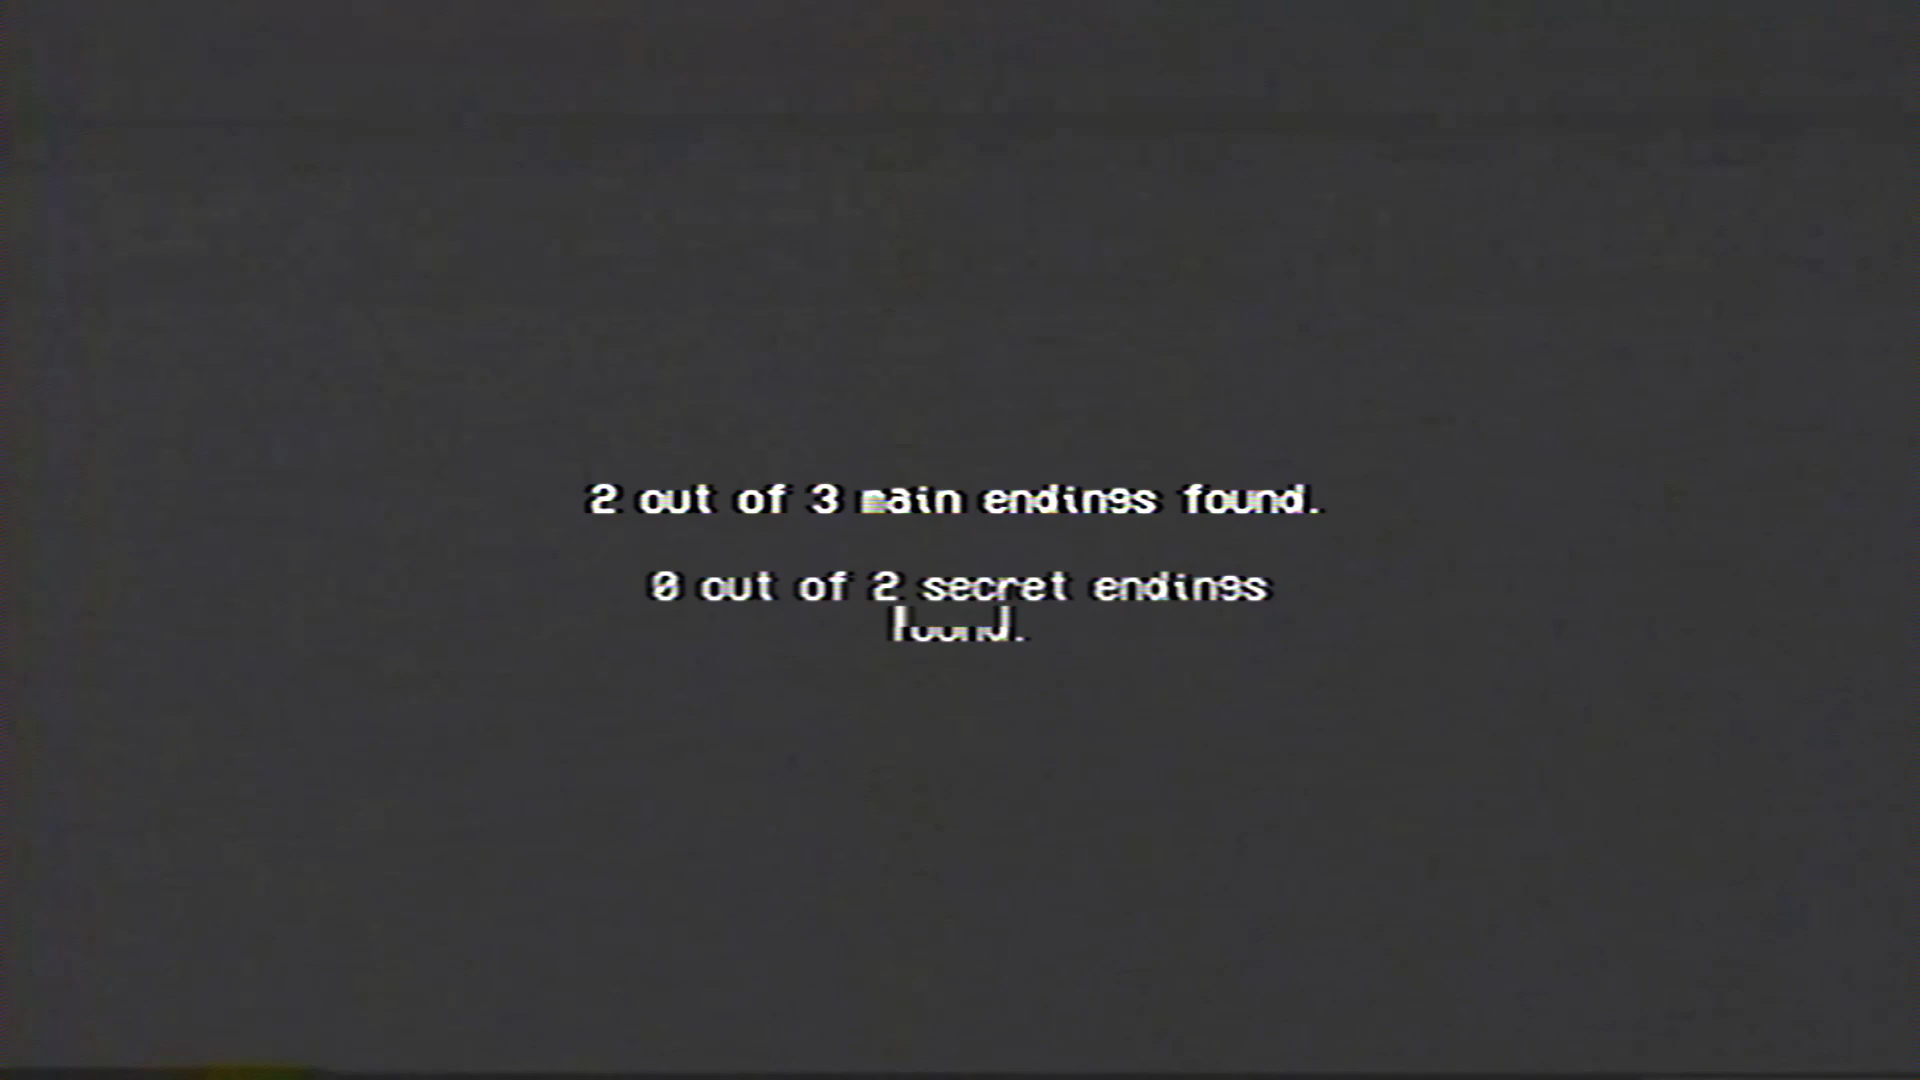 2 out of 3 main endings found.
0 out of 2 secret endings
found.